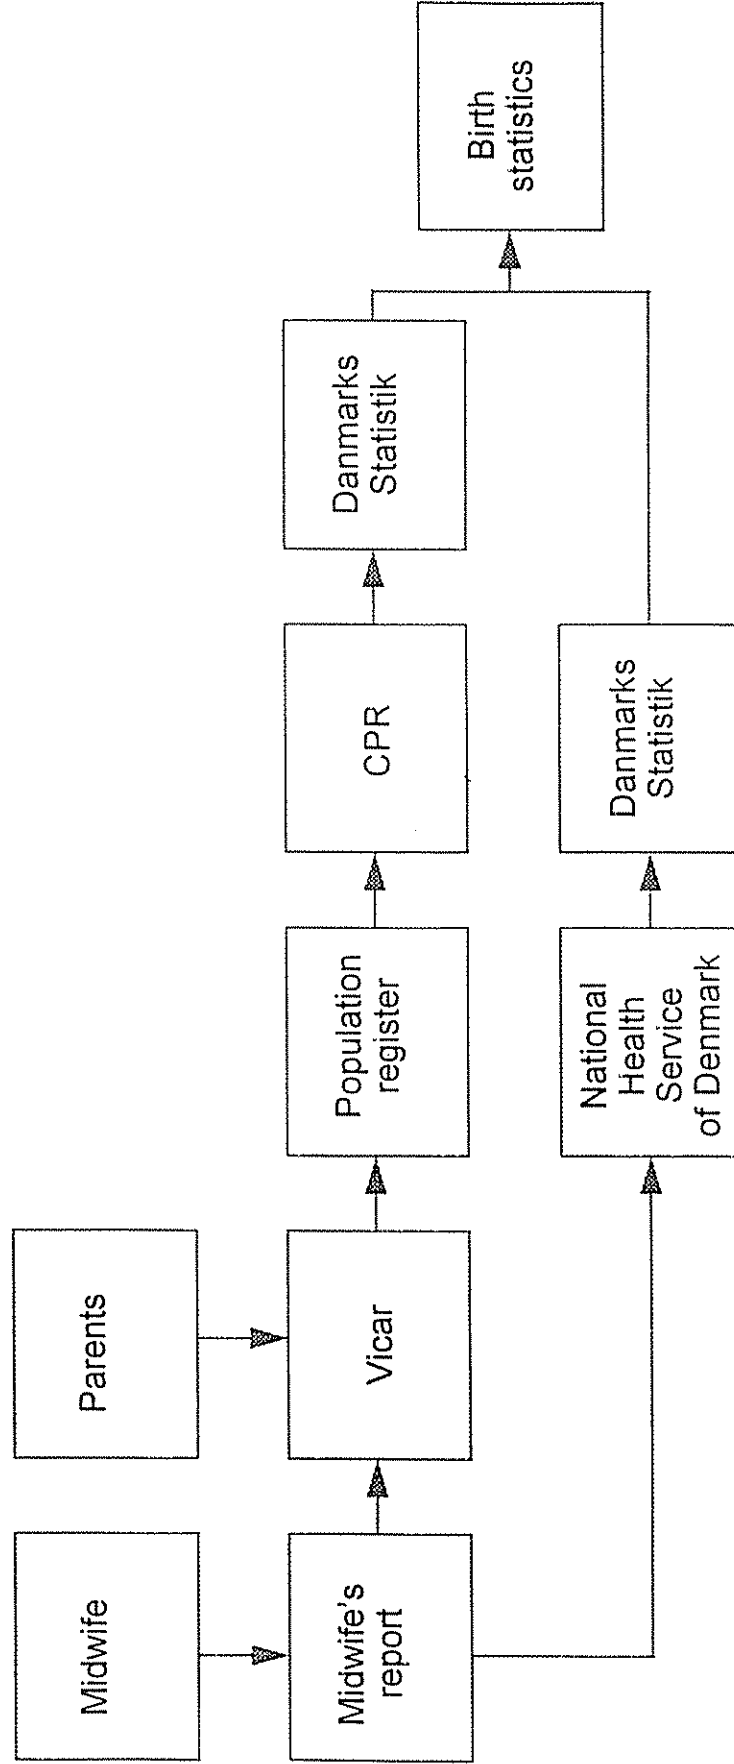 Midwife
Parents
Midwife's
report
Vicar
Population
register
CPR
Danmarks
Statistik
National
Health
Service
of Denmark
Danmarks
Statistik
Birth
statistics